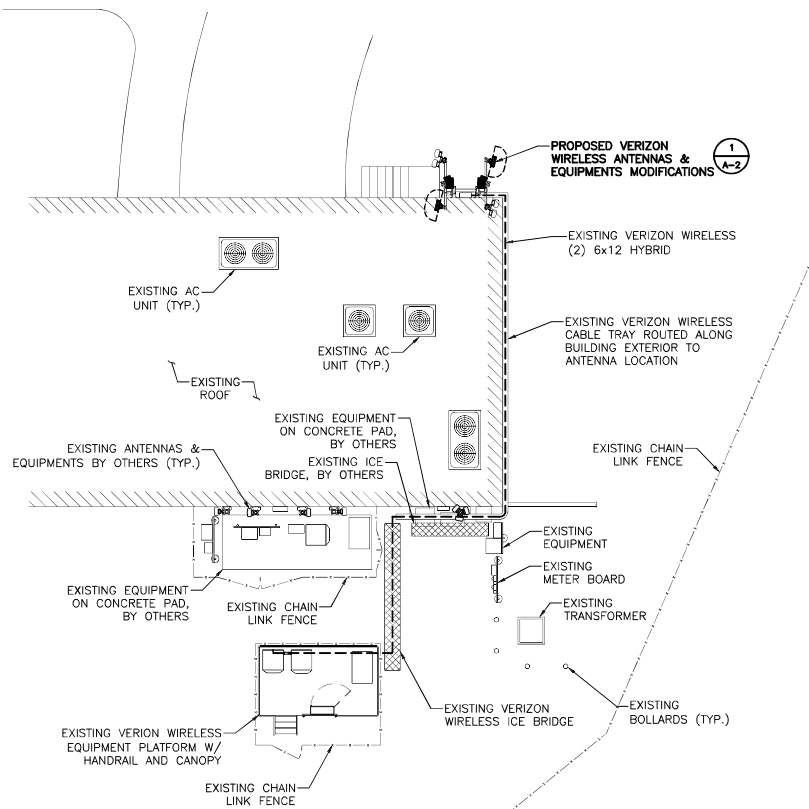 PROPOSED VERIZON
WIRELESS ANTENNAS &
EQUIPMENTS MODIFICATIONS
1
A-2
EXISTING VERIZON WIRELESS
(2) 6x12 HYBRID
EXISTING AC
UNIT (TYP.)
EXISTING VERIZON WIRELESS
CABLE TRAY ROUTED ALONG
BUILDING EXTERIOR TO
ANTENNA LOCATION
EXISTING AC
UNIT (TYP.)
EXISTING
ROOF
EXISTING EQUIPMENT
ON CONCRETE PAD,
BY OTHERS
EXISTING ANTENNAS &
EQUIPMENTS BY OTHERS (TYP.)
EXISTING ICE
BRIDGE, BY OTHERS
EXISTING CHAIN
LINK FENCE
EXISTING
EQUIPMENT
EXISTING
METER BOARD
EXISTING EQUIPMENT
ON CONCRETE PAD,
BY OTHERS
EXISTING CHAIN
LINK FENCE
EXISTING
TRANSFORMER
EXISTING VERIZON
WIRELESS ICE BRIDGE
EXISTING
BOLLARDS (TYP.)
EXISTING VERION WIRELESS
EQUIPMENT PLATFORM W/
HANDRAIL AND CANOPY
EXISTING CHAIN
LINK FENCE